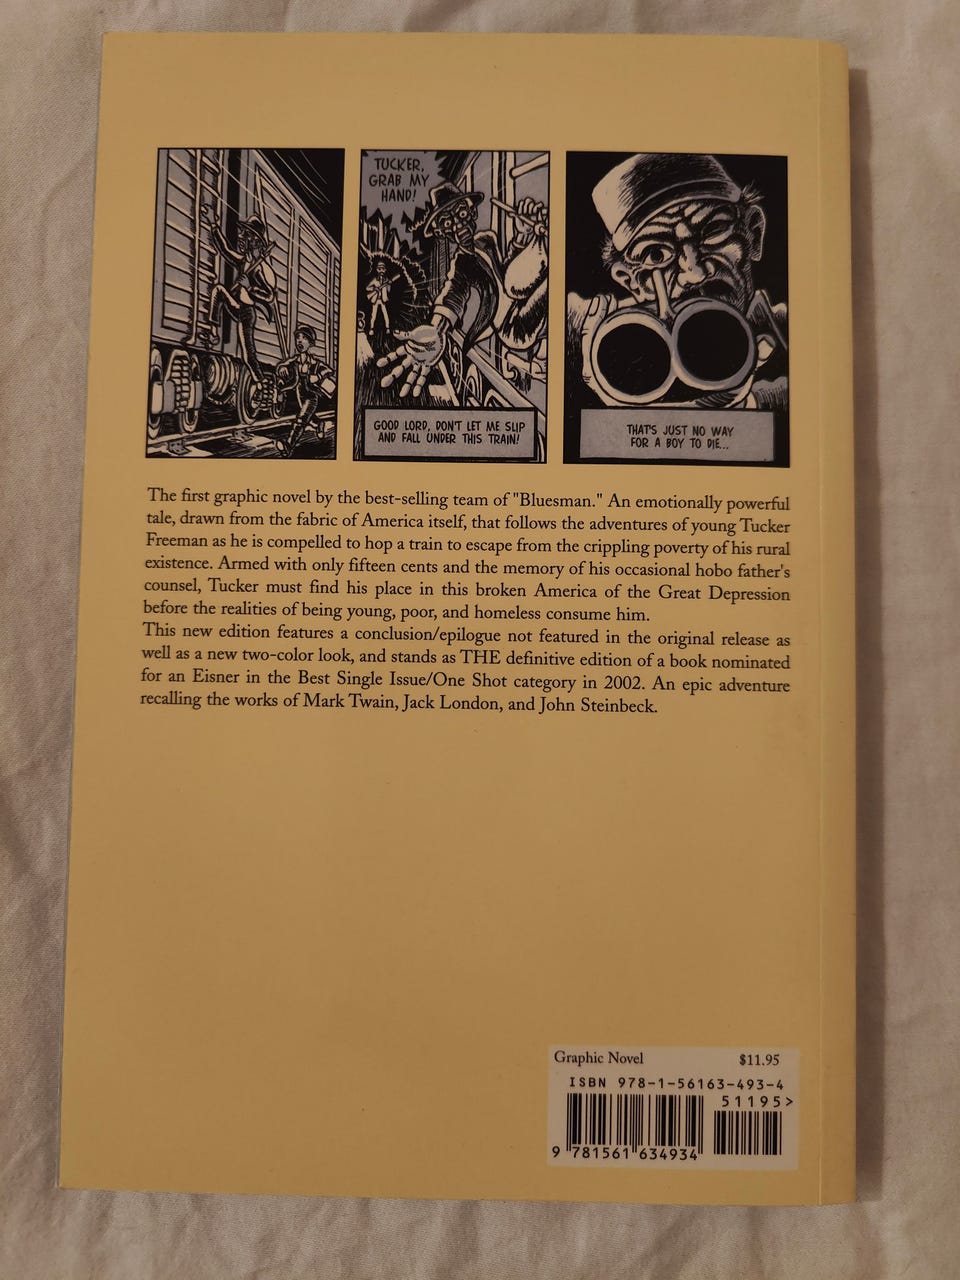 TUCKER,
GRAB MY
HAND!
GOOD LORD, DON'T LET ME SLIP
AND FALL UNDER THIS TRAIN!
THAT'S JUST NO WAY
FOR A BOY TO DIE...
The first graphic novel by the best-selling team of "Bluesman." An emotionally powerful
tale, drawn from the fabric of America itself, that follows the adventures of young Tucker
Freeman as he is compelled to hop a train to escape from the crippling poverty of his rural
existence. Armed with only fifteen cents and the memory of his occasional hobo father's
counsel, Tucker must find his place in this broken America of the Great Depression
before the realities of being young, poor, and homeless consume him.
This new edition features a conclusion/epilogue not featured in the original release as
well as a new two-color look, and stands as THE definitive edition of a book nominated
for an Eisner in the Best Single Issue/One Shot category in 2002. An epic adventure
recalling the works of Mark Twain, Jack London, and John Steinbeck.
Graphic Novel $11.95
ISBN 978-1-56163-493-4
51195>
9 781561 634934